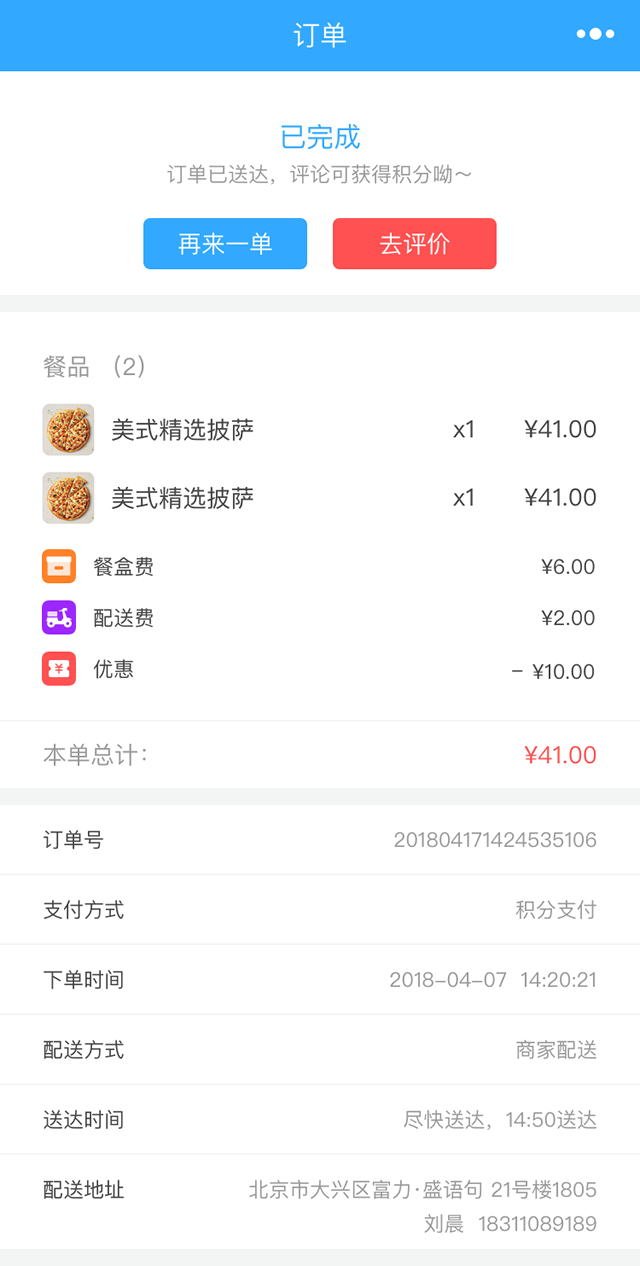 订单
已完成
订单已送达，评论可获得积分呦～
再来一单 去评价
餐品 （2）
美式精选披萨 x1 ¥41.00
美式精选披萨 x1 ¥41.00
餐盒费 ¥6.00
配送费 ¥2.00
¥ 优惠 – ¥10.00
本单总计： ¥41.00
订单号 201804171424535106
支付方式 积分支付
下单时间 2018–04–07 14:20:21
配送方式 商家配送
送达时间 尽快送达，14:50送达
配送地址 北京市大兴区富力·盛语句 21号楼1805
刘晨 18311089189